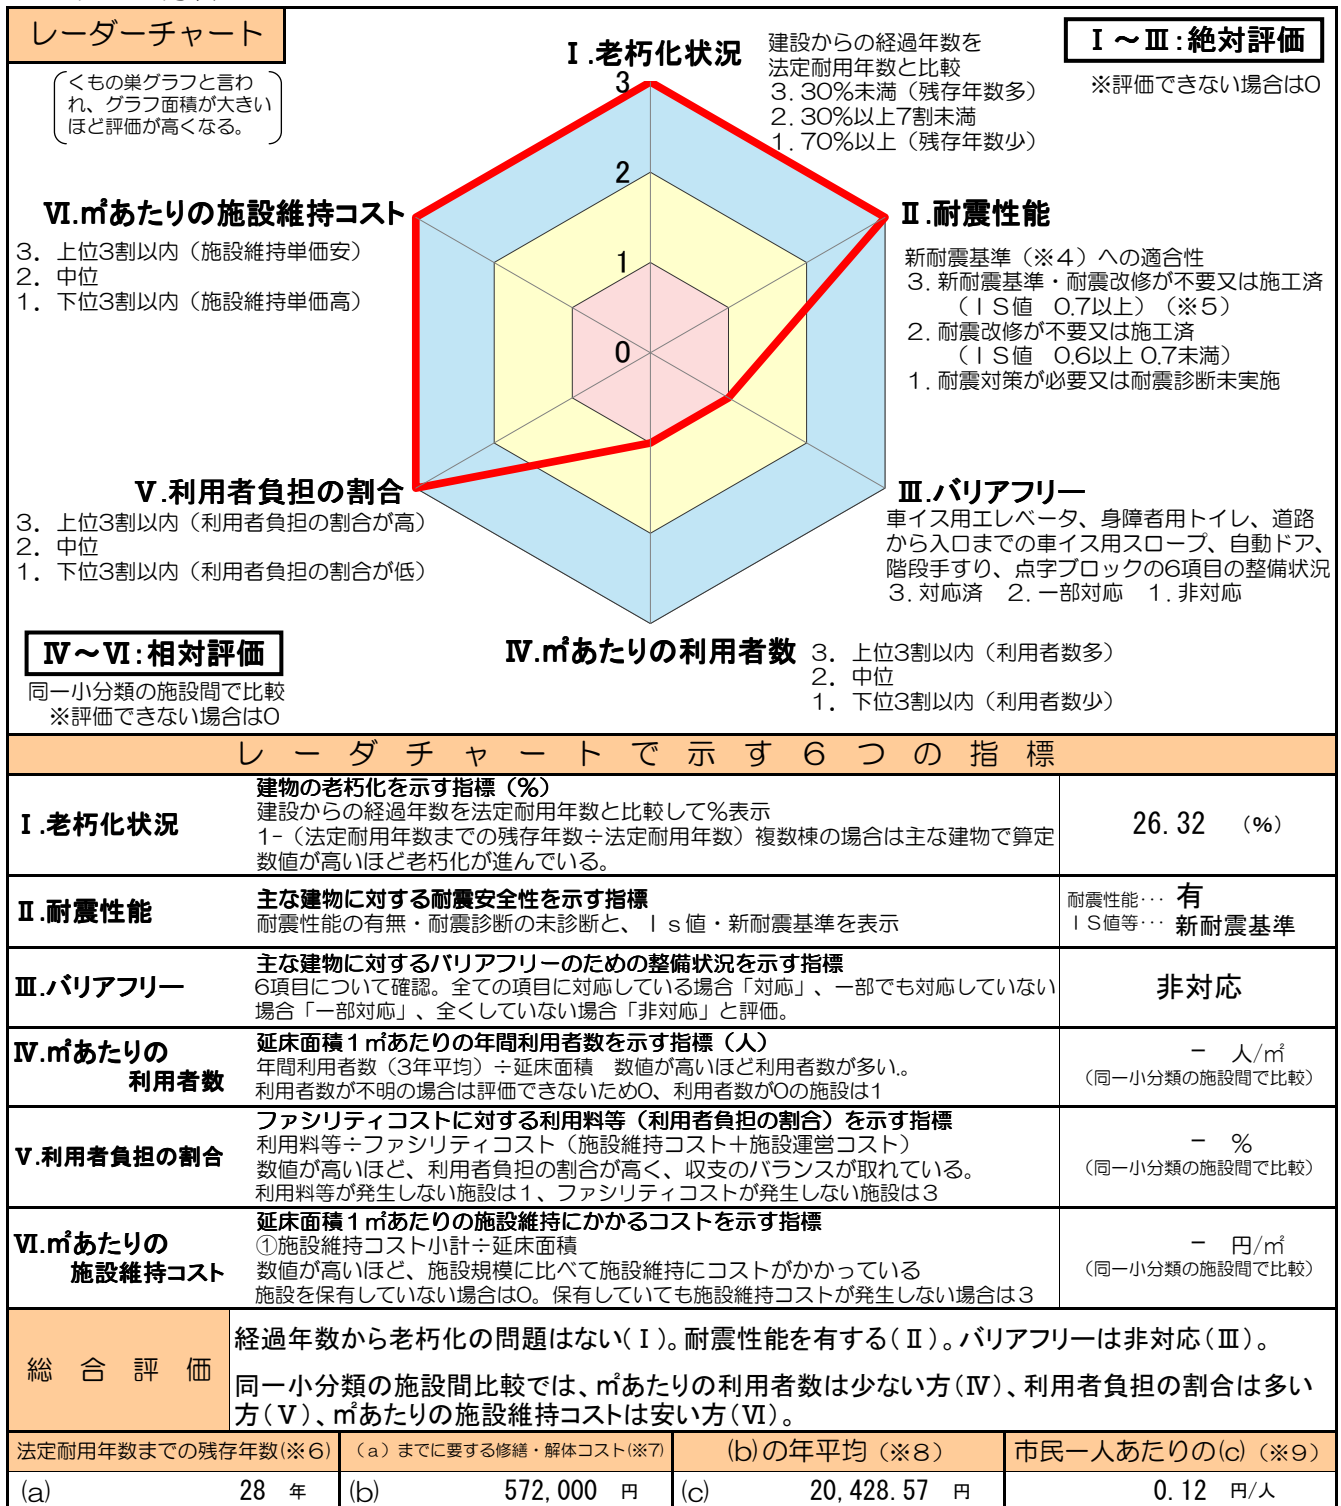 レーダーチャート
くもの巣グラフと言わ
れ、グラフ面積が大きい
ほど評価が高くなる。
Ⅰ.老朽化状況
建設からの経過年数を
法定耐用年数と比較
3.30%未満（残存年数多）
2.30%以上7割未満
1.70%以上（残存年数少）
Ⅰ～Ⅲ:絶対評価
※評価できない場合は0
3
2
1
0
Ⅵ.㎡あたりの施設維持コスト
3. 上位3割以内（施設維持単価安）
2. 中位
1. 下位3割以内（施設維持単価高）
Ⅱ.耐震性能
新耐震基準（※4）への適合性
3.新耐震基準・耐震改修が不要又は施工済
（ＩＳ値 0.7以上）（※5）
2.耐震改修が不要又は施工済
（ＩＳ値 0.6以上 0.7未満）
1.耐震対策が必要又は耐震診断未実施
Ⅴ.利用者負担の割合
3. 上位3割以内（利用者負担の割合が高）
2. 中位
1. 下位3割以内（利用者負担の割合が低）
Ⅲ.バリアフリー
車イス用エレベータ、身障者用トイレ、道路
から入口までの車イス用スロープ、自動ドア、
階段手すり、点字ブロックの6項目の整備状況
3.対応済 2.一部対応 1.非対応
Ⅳ～Ⅵ:相対評価
同一小分類の施設間で比較
※評価できない場合は0
Ⅳ.㎡あたりの利用者数
3. 上位3割以内（利用者数多）
2. 中位
1. 下位3割以内（利用者数少）
レーダチャートで示す６つの指標
Ⅰ.老朽化状況
建物の老朽化を示す指標（％）
建設からの経過年数を法定耐用年数と比較して％表示
1-（法定耐用年数までの残存年数÷法定耐用年数）複数棟の場合は主な建物で算定
数値が高いほど老朽化が進んでいる。
26.32 （%）
Ⅱ.耐震性能
主な建物に対する耐震安全性を示す指標
耐震性能の有無・耐震診断の未診断と、Ｉｓ値・新耐震基準を表示
耐震性能… 有
ＩＳ値等… 新耐震基準
Ⅲ.バリアフリー
主な建物に対するバリアフリーのための整備状況を示す指標
6項目について確認。全ての項目に対応している場合「対応」、一部でも対応していない
場合「一部対応」、全くしていない場合「非対応」と評価。
非対応
Ⅳ.㎡あたりの
利用者数
延床面積１㎡あたりの年間利用者数を示す指標（人）
年間利用者数（3年平均）÷延床面積 数値が高いほど利用者数が多い。
利用者数が不明の場合は評価できないため0、利用者数が0の施設は1
－ 人/㎡
（同一小分類の施設間で比較）
Ⅴ.利用者負担の割合
ファシリティコストに対する利用料等（利用者負担の割合）を示す指標
利用料等÷ファシリティコスト（施設維持コスト＋施設運営コスト）
数値が高いほど、利用者負担の割合が高く、収支のバランスが取れている。
利用料等が発生しない施設は１、ファシリティコストが発生しない施設は３
－ %
（同一小分類の施設間で比較）
Ⅵ.㎡あたりの
施設維持コスト
延床面積１㎡あたりの施設維持にかかるコストを示す指標
①施設維持コスト小計÷延床面積
数値が高いほど、施設規模に比べて施設維持にコストがかかっている
施設を保有していない場合は0。保有していても施設維持コストが発生しない場合は３
－ 円/㎡
（同一小分類の施設間で比較）
総合評価
経過年数から老朽化の問題はない(Ⅰ)。耐震性能を有する(Ⅱ)。バリアフリーは非対応(Ⅲ)。
同一小分類の施設間比較では、㎡あたりの利用者数は少ない方(Ⅳ)、利用者負担の割合は多い
方(Ⅴ)、㎡あたりの施設維持コストは安い方(Ⅵ)。
法定耐用年数までの残存年数(※6)
（a）までに要する修繕・解体コスト(※7)
(b)の年平均（※8）
市民一人あたりの(c)（※9）
(a) 28 年
(b) 572,000 円
(c) 20,428.57 円
0.12 円/人